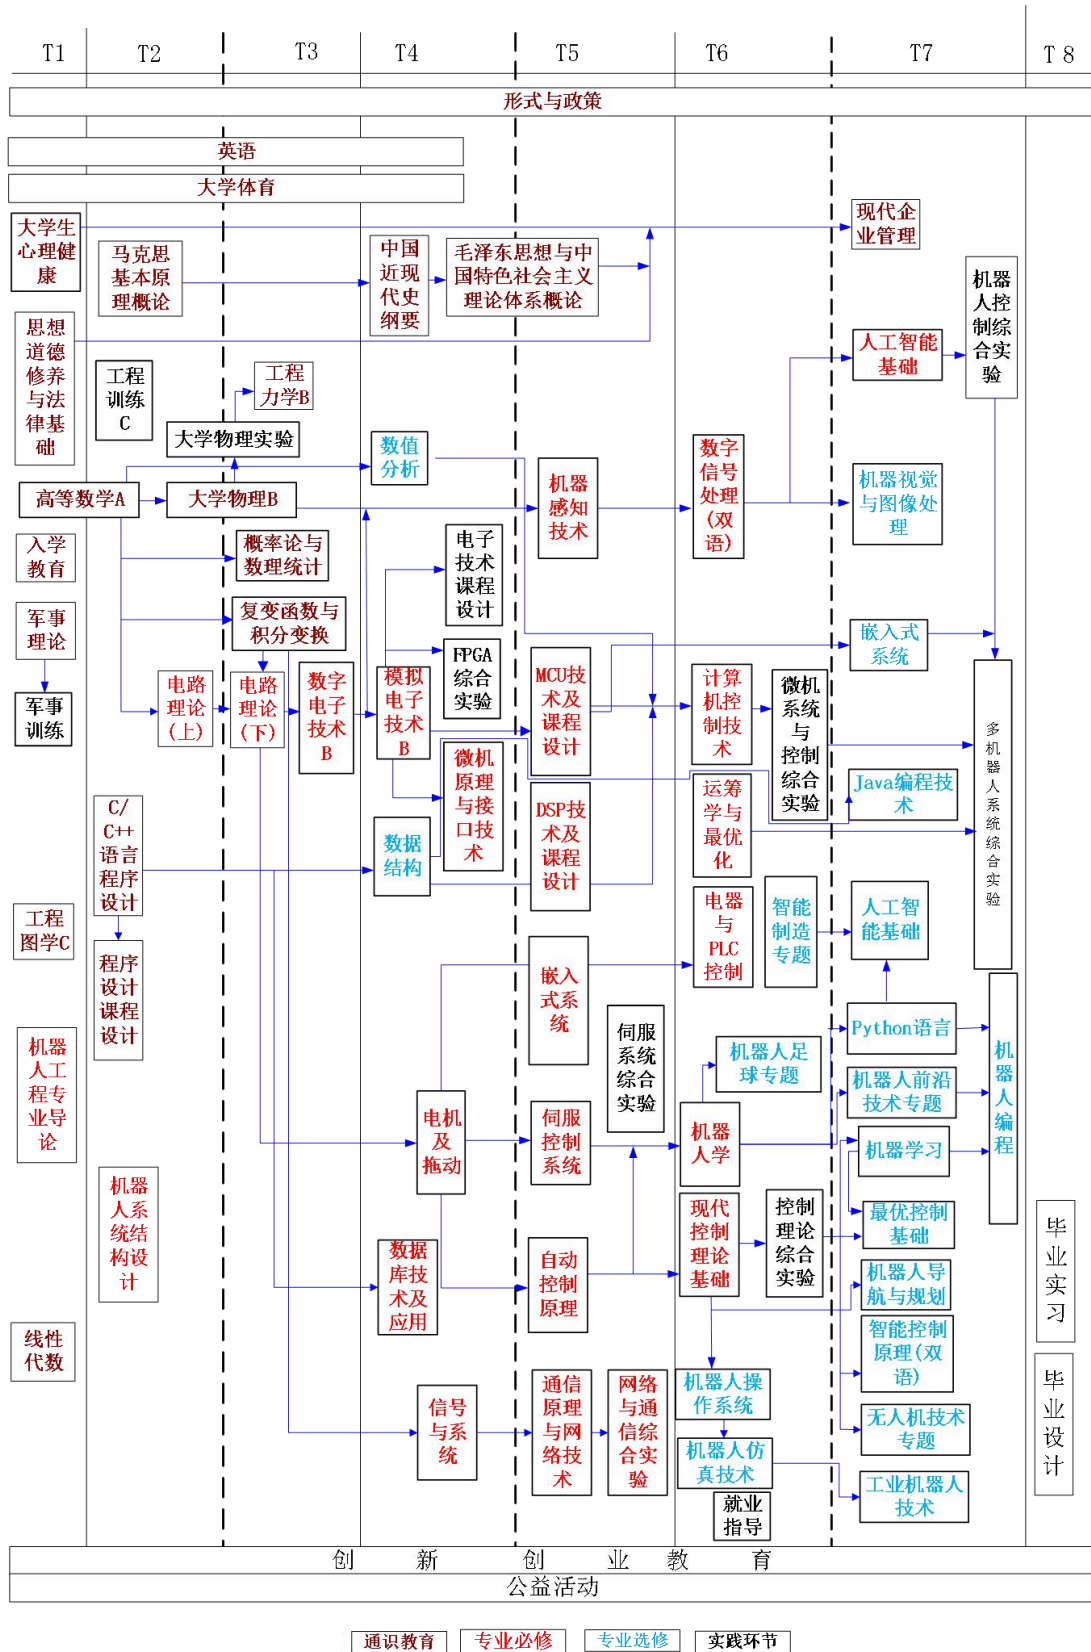 T1
T2
T3
T4
T5
T6
T7
T 8
形式与政策
英语
大学体育
大学生
心理健
康
现代企
业管理
马克思
基本原
理概论
中国
近现
代史
纲要
毛泽东思想与中
国特色社会主义
理论体系概论
机器
人控
制综
合实
验
思想
道德
修养
与法
律基
础
工程
训练
C
工程
力学B
人工智能
基础
大学物理实验
数值
分析
数字
信号
处理
(双
语)
机器
感知
技术
机器视觉
与图像处
理
高等数学A
大学物理B
入学
教育
概率论与
数理统计
电子
技术
课程
设计
军事
理论
复变函数与
积分变换
嵌入式
系统
FPGA
综合
实验
军事
训练
电路
理论
(上)
电路
理论
(下)
数字
电子
技术
B
模拟
电子
技术
B
MCU技
术及
课程
设计
计算
机控
制技
术
微机
系统
与
控制
综合
实验
多
机
器
人
系
统
综
合
实
验
微机
原理
与接
口技
术
运筹
学与
最优
化
Java编程技
术
C/
C++
语言
程序
设计
数据
结构
DSP技
术及
课程
设计
工程
图学C
电器
与
PLC
控制
智能
制造
专题
人工智
能基础
程序
设计
课程
设计
嵌入
式系
统
机器
人工
程专
业导
论
伺服
系统
综合
实验
Python语言
机
器
人
编
程
机器人足
球专题
机器人前沿
技术专题
电机
及
拖动
伺服
控制
系统
机器
人学
机器学习
机器
人系
统结
构设
计
现代
控制
理论
基础
控制
理论
综合
实验
最优控制
基础
毕
业
实
习
数据
库技
术及
应用
自动
控制
原理
机器人导
航与规划
线性
代数
智能控制
原理(双
语)
毕
业
设
计
信号
与系
统
通信
原理
与网
络技
术
网络
与通
信综
合实
验
机器人操
作系统
无人机技术
专题
机器人仿
真技术
工业机器人
技术
就业
指导
创 新 创 业 教 育
公益活动
通识教育
专业必修
专业选修
实践环节